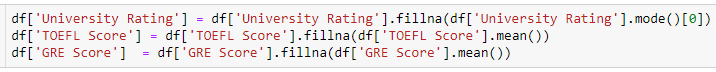 df['University Rating'] = df['University Rating'].fillna(df['University Rating'].mode()[0])
df['TOEFL Score'] = df['TOEFL Score'].fillna(df['TOEFL Score'].mean())
df['GRE Score']  = df['GRE Score'].fillna(df['GRE Score'].mean())